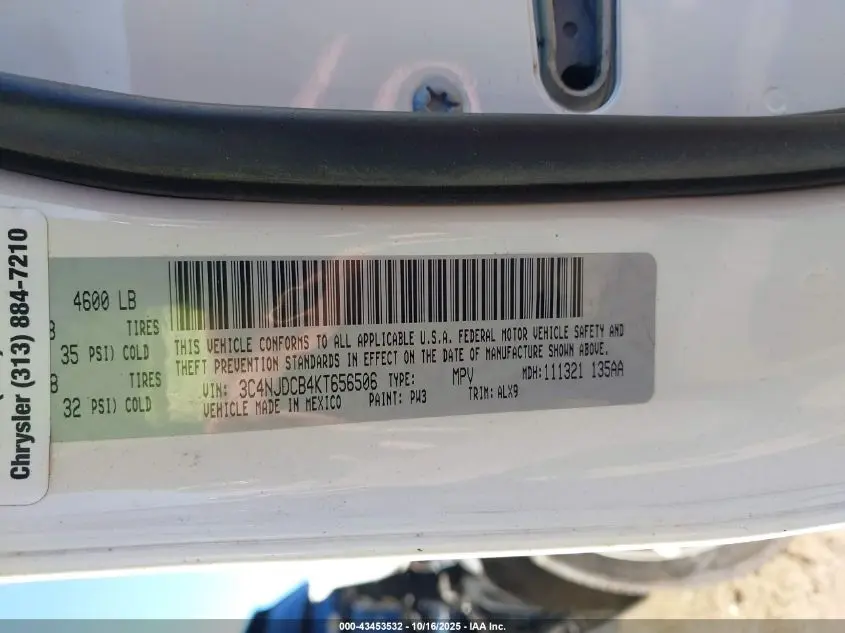 Chrysler (313) 884-7210
4600 LB
TIRES
35 PSI) COLD
TIRES
32 PSI) COLD
THIS VEHICLE CONFORMS TO ALL APPLICABLE U.S.A. FEDERAL MOTOR VEHICLE SAFETY AND
THEFT PREVENTION STANDARDS IN EFFECT ON THE DATE OF MANUFACTURE SHOWN ABOVE.
VIN: 3C4NJDCB4KT656506 TYPE: MPV MDH:111321 135AA
VEHICLE MADE IN MEXICO PAINT: PW3 TRIM: ALX9
000-43453532 - 10/16/2025 - IAA Inc.